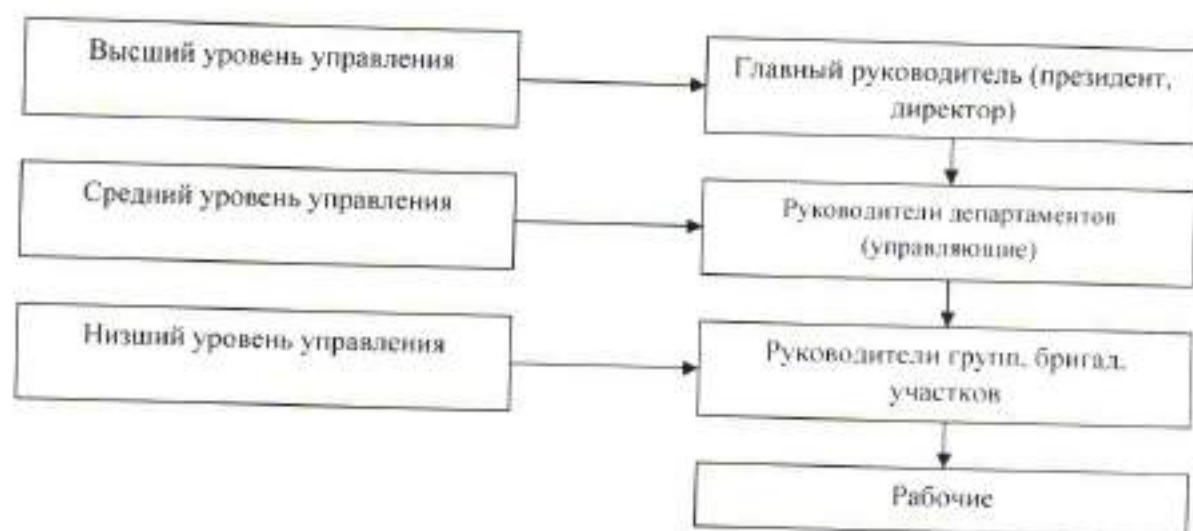 Высший уровень управления
Главный руководитель (президент,
директор)
Средний уровень управления
Руководители департаментов
(управляющие)
Низший уровень управления
Руководители групп, бригад,
участков
Рабочие